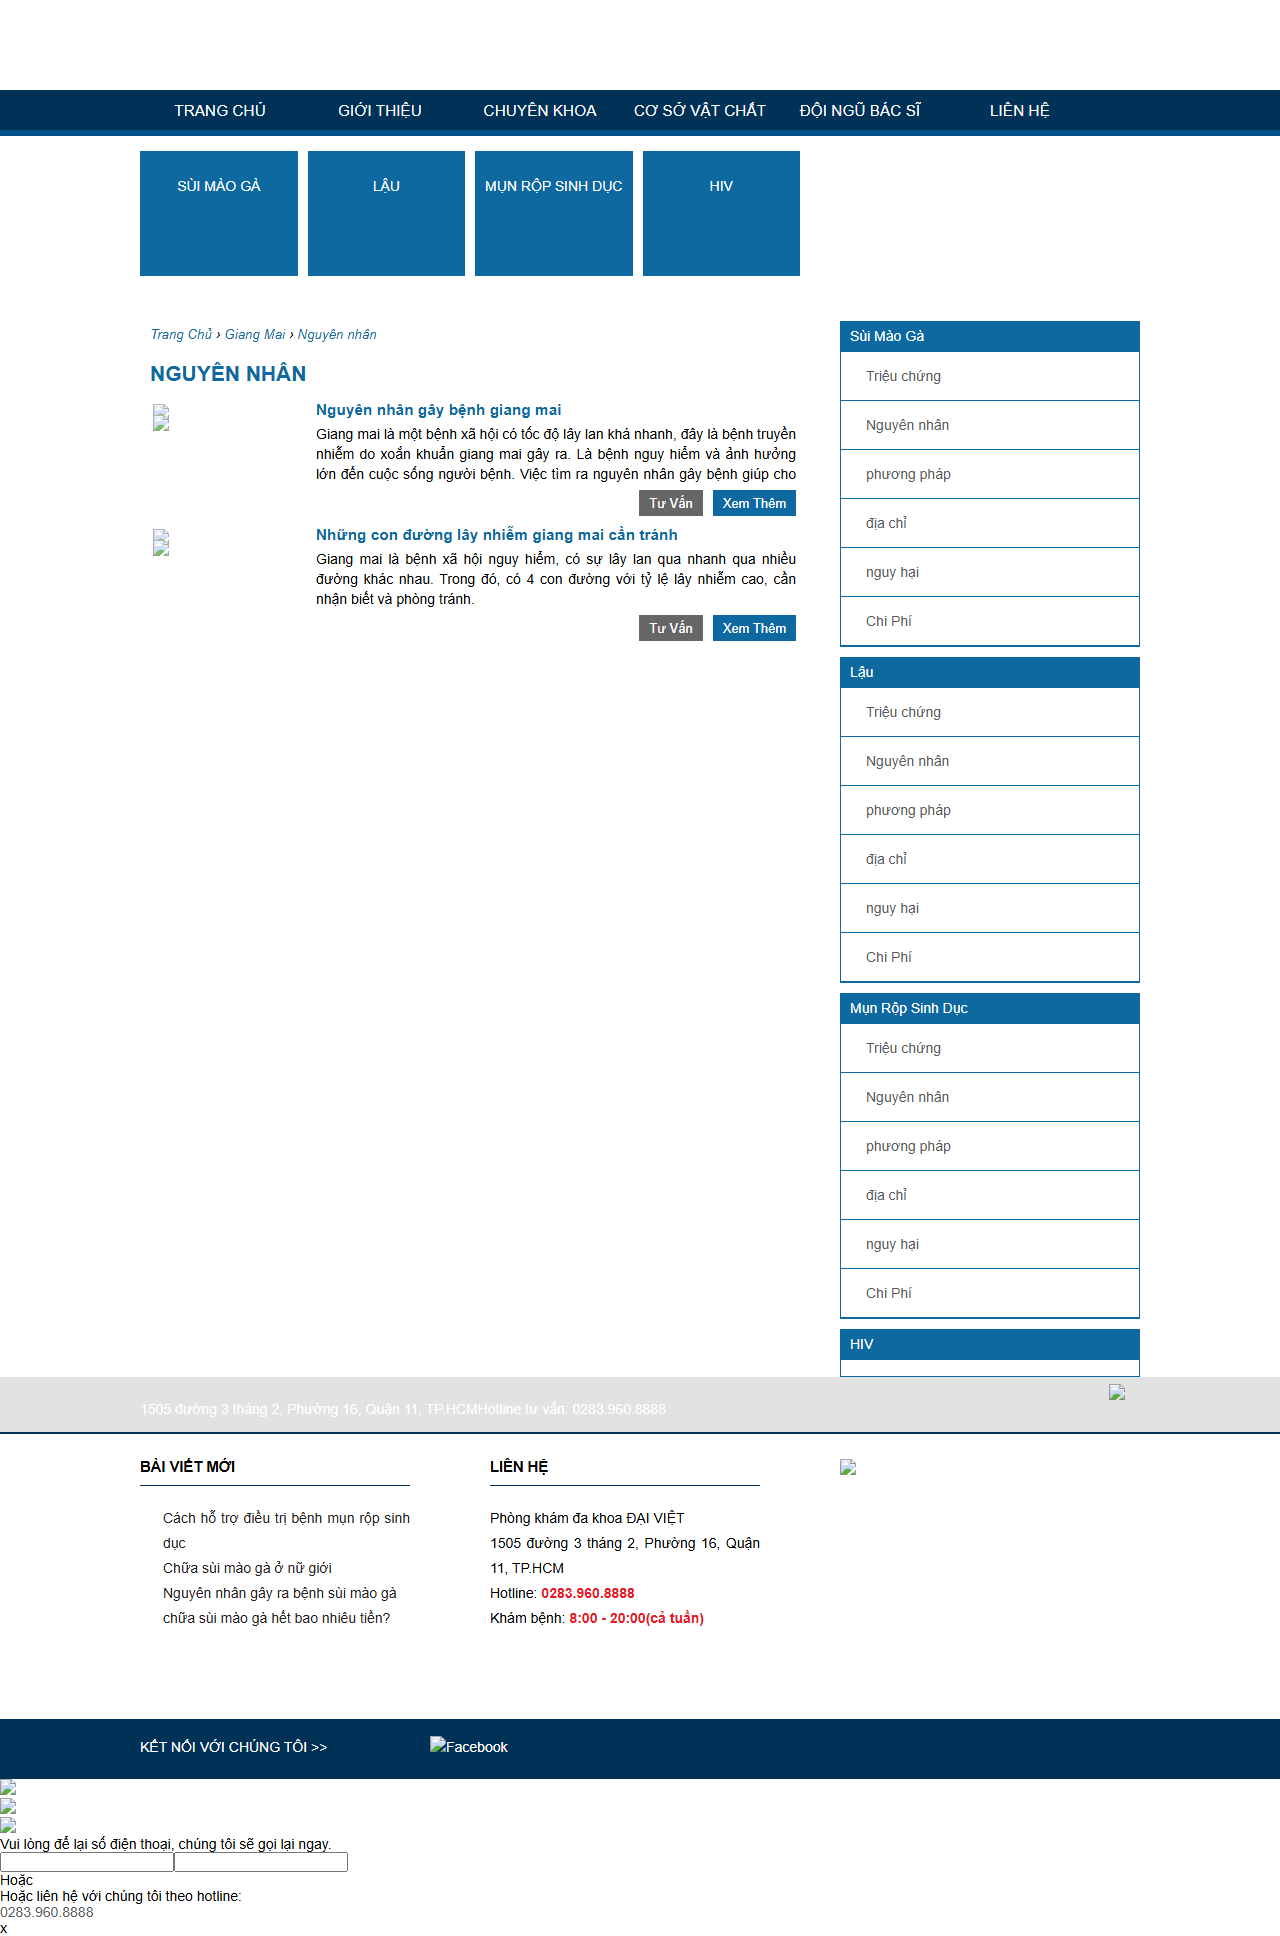 TRANG CHỦ GIỚI THIỆU CHUYÊN KHOA CƠ SỞ VẬT CHẤT ĐỘI NGŨ BÁC SĨ LIÊN HỆ
SÙI MÀO GÀ LẬU MỤN RỘP SINH DỤC HIV
Trang Chủ › Giang Mai › Nguyên nhân
NGUYÊN NHÂN
Nguyên nhân gây bệnh giang mai
Giang mai là một bệnh xã hội có tốc độ lây lan khá nhanh, đây là bệnh truyền
nhiễm do xoắn khuẩn giang mai gây ra. Là bệnh nguy hiểm và ảnh hưởng
lớn đến cuộc sống người bệnh. Việc tìm ra nguyên nhân gây bệnh giúp cho
Tư Vấn Xem Thêm
Những con đường lây nhiễm giang mai cần tránh
Giang mai là bệnh xã hội nguy hiểm, có sự lây lan qua nhanh qua nhiều
đường khác nhau. Trong đó, có 4 con đường với tỷ lệ lây nhiễm cao, cần
nhận biết và phòng tránh.
Tư Vấn Xem Thêm
Sùi Mào Gà
Triệu chứng
Nguyên nhân
phương pháp
địa chỉ
nguy hại
Chi Phí
Lậu
Triệu chứng
Nguyên nhân
phương pháp
địa chỉ
nguy hại
Chi Phí
Mụn Rộp Sinh Dục
Triệu chứng
Nguyên nhân
phương pháp
địa chỉ
nguy hại
Chi Phí
HIV
1505 đường 3 tháng 2, Phường 16, Quận 11, TP.HCMHotline tư vấn: 0283.960.8888
BÀI VIẾT MỚI
Cách hỗ trợ điều trị bệnh mụn rộp sinh
dục
Chữa sùi mào gà ở nữ giới
Nguyên nhân gây ra bệnh sùi mào gà
chữa sùi mào gà hết bao nhiêu tiền?
LIÊN HỆ
Phòng khám đa khoa ĐẠI VIỆT
1505 đường 3 tháng 2, Phường 16, Quận
11, TP.HCM
Hotline: 0283.960.8888
Khám bệnh: 8:00 - 20:00(cả tuần)
KẾT NỐI VỚI CHÚNG TÔI >> Facebook
Vui lòng để lại số điện thoại, chúng tôi sẽ gọi lại ngay.
Hoặc
Hoặc liên hệ với chúng tôi theo hotline:
0283.960.8888
x